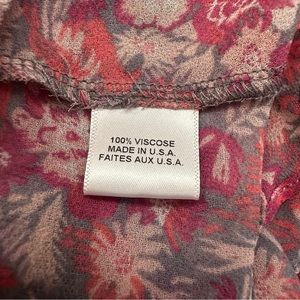 100% VISCOSE
MADE IN U.S.A.
FAITES AUX U.S.A.